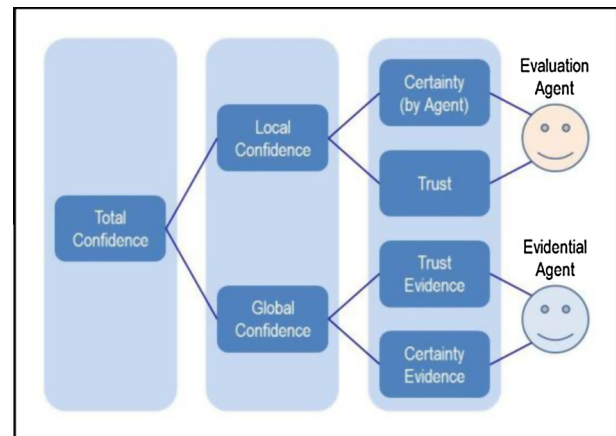 Total
Confidence
Local
Confidence
Global
Confidence
Certainty
(by Agent)
Trust
Trust
Evidence
Certainty
Evidence
Evaluation
Agent
Evidential
Agent